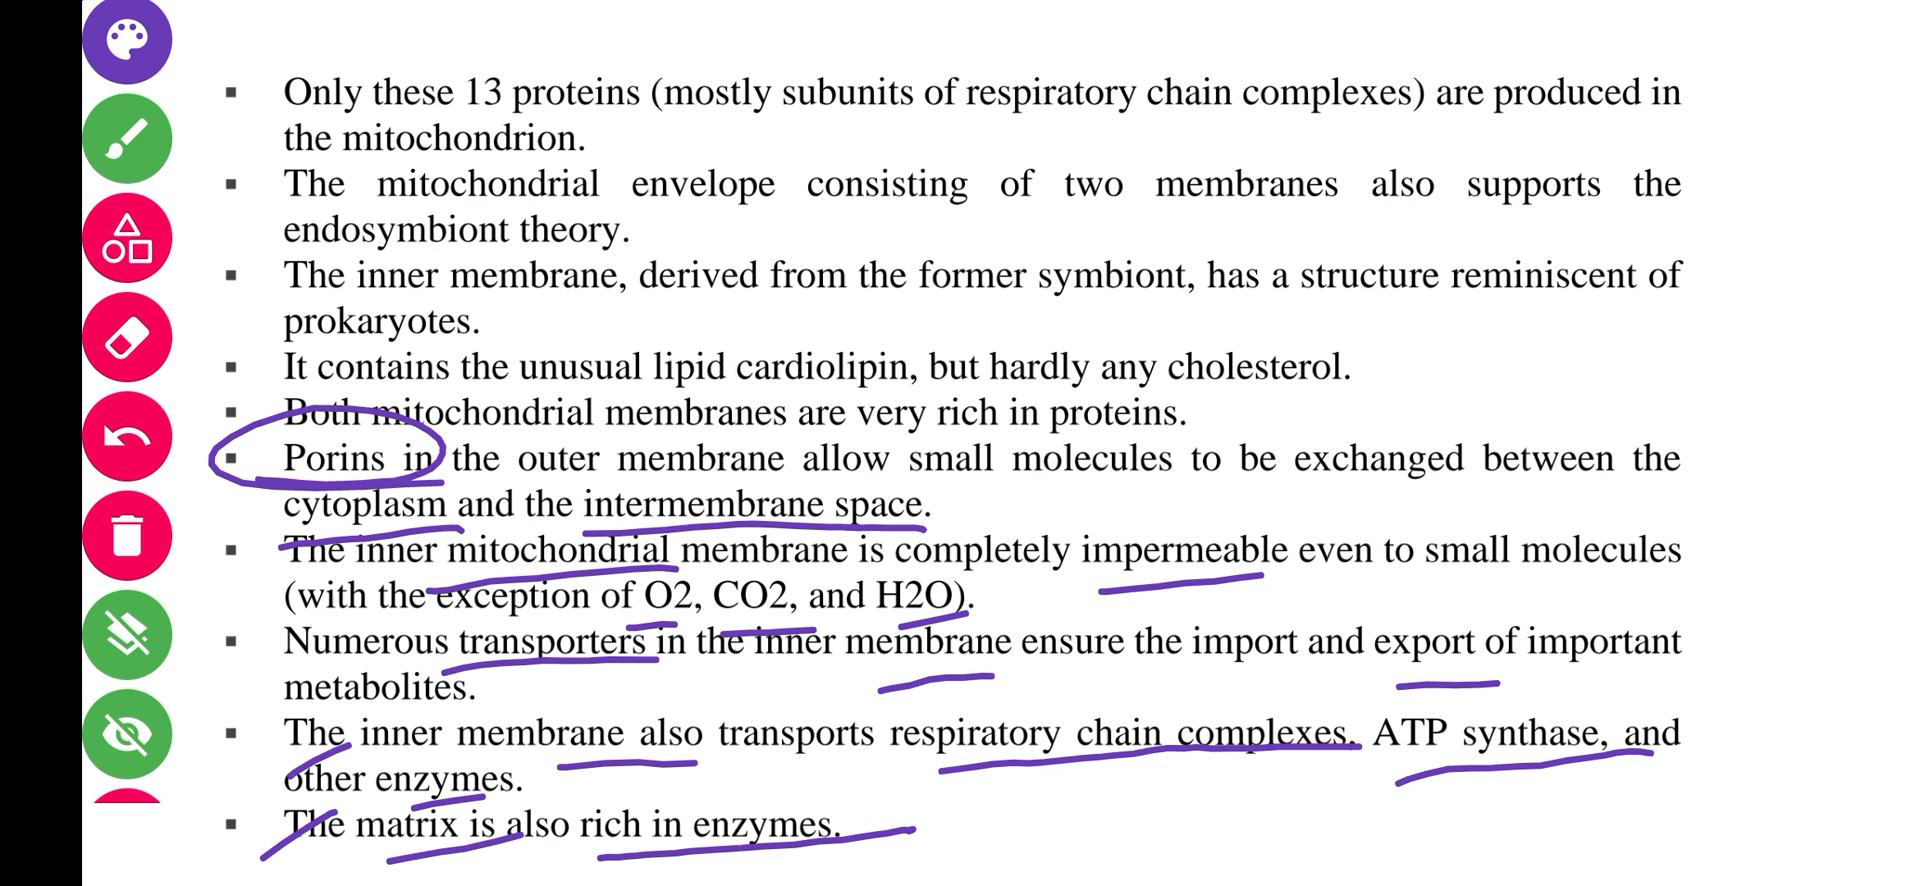 ▪ Only these 13 proteins (mostly subunits of respiratory chain complexes) are produced in
the mitochondrion.
▪ The mitochondrial envelope consisting of two membranes also supports the
endosymbiont theory.
▪ The inner membrane, derived from the former symbiont, has a structure reminiscent of
prokaryotes.
▪ It contains the unusual lipid cardiolipin, but hardly any cholesterol.
▪ Both mitochondrial membranes are very rich in proteins.
▪ Porins in the outer membrane allow small molecules to be exchanged between the
cytoplasm and the intermembrane space.
▪ The inner mitochondrial membrane is completely impermeable even to small molecules
(with the exception of O2, CO2, and H2O).
▪ Numerous transporters in the inner membrane ensure the import and export of important
metabolites.
▪ The inner membrane also transports respiratory chain complexes, ATP synthase, and
other enzymes.
▪ The matrix is also rich in enzymes.